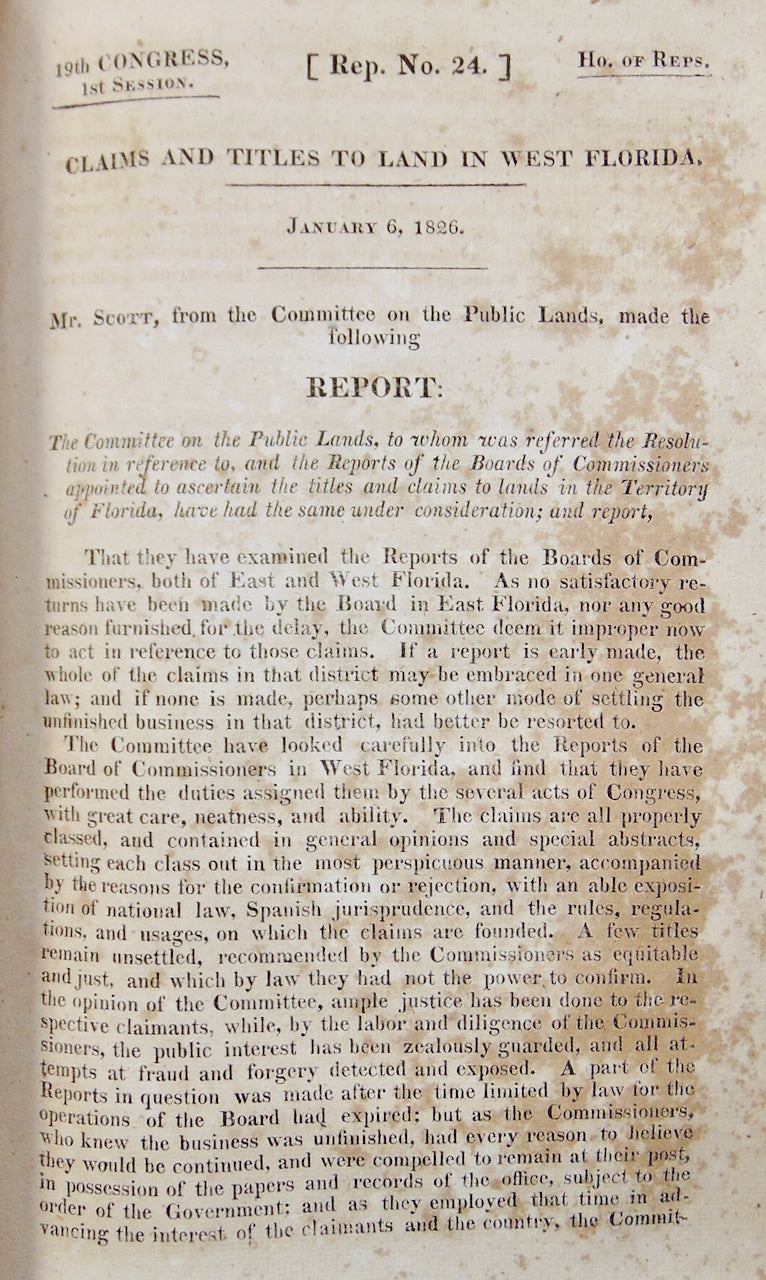 19th CONGRESS,
1st SESSION.
[ Rep. No. 24. ]
HO. OF REPS.
CLAIMS AND TITLES TO LAND IN WEST FLORIDA.
JANUARY 6, 1826.
Mr. SCOTT, from the Committee on the Public Lands, made the
following
REPORT:
The Committee on the Public Lands, to whom was referred the Resolu-
tion in reference to, and the Reports of the Boards of Commissioners
appointed to ascertain the titles and claims to lands in the Territory
of Florida, have had the same under consideration; and report,
That they have examined the Reports of the Boards of Com-
missioners, both of East and West Florida. As no satisfactory re-
turns have been made by the Board in East Florida, nor any good
reason furnished for the delay, the Committee deem it improper now
to act in reference to those claims. If a report is early made, the
whole of the claims in that district may be embraced in one general
law; and if none is made, perhaps some other mode of settling the
unfinished business in that district, had better be resorted to.
The Committee have looked carefully into the Reports of the
Board of Commissioners in West Florida, and find that they have
performed the duties assigned them by the several acts of Congress,
with great care, neatness, and ability. The claims are all properly
classed, and contained in general opinions and special abstracts,
setting each class out in the most perspicuous manner, accompanied
by the reasons for the confirmation or rejection, with an able exposi-
tion of national law, Spanish jurisprudence, and the rules, regula-
tions, and usages, on which the claims are founded. A few titles
remain unsettled, recommended by the Commissioners as equitable
and just, and which by law they had not the power to confirm. In
the opinion of the Committee, ample justice has been done to the re-
spective claimants, while, by the labor and diligence of the Commis-
sioners, the public interest has been zealously guarded, and all at-
tempts at fraud and forgery detected and exposed. A part of the
Reports in question was made after the time limited by law for the
operations of the Board had expired; but as the Commissioners,
who knew the business was unfinished, had every reason to believe
they would be continued, and were compelled to remain at their post,
in possession of the papers and records of the office, subject to the
order of the Government; and as they employed that time in ad-
vancing the interest of the claimants and the country, the Commit-